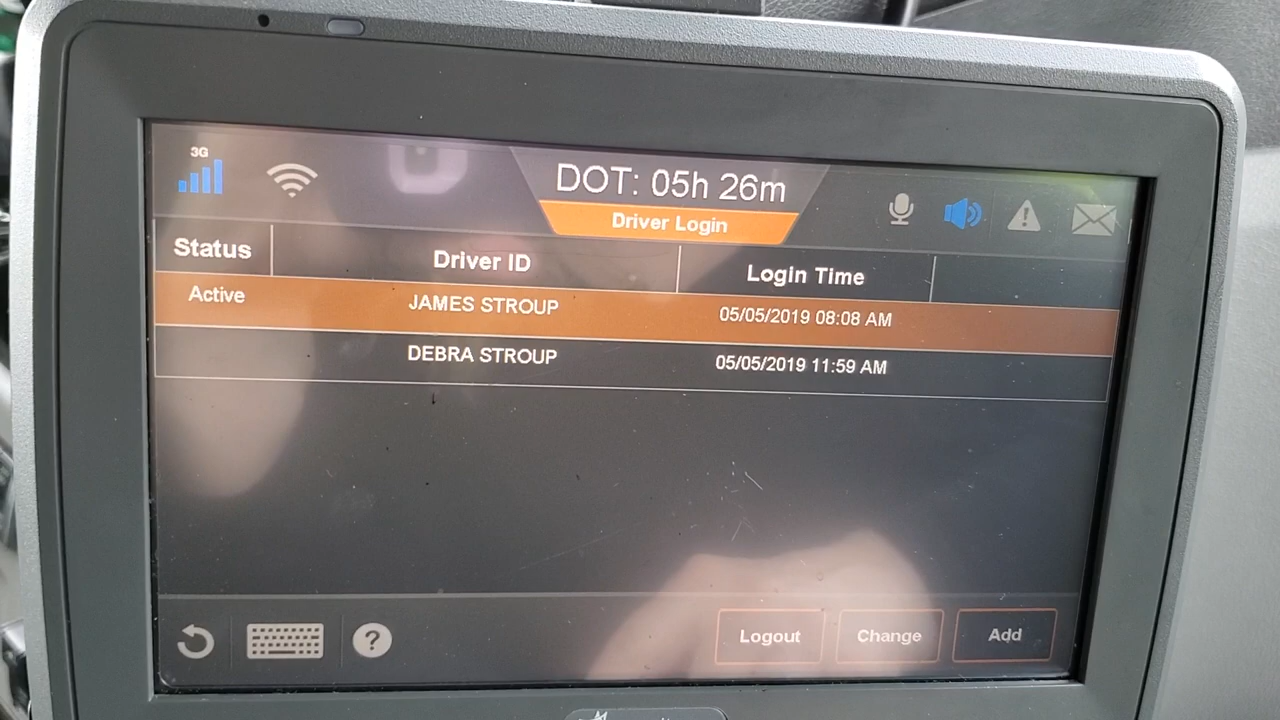 3G
DOT: 05h 26m
Driver Login
Status Driver ID Login Time
Active JAMES STROUP 05/05/2019 08:08 AM
DEBRA STROUP 05/05/2019 11:59 AM
?
Logout Change Add